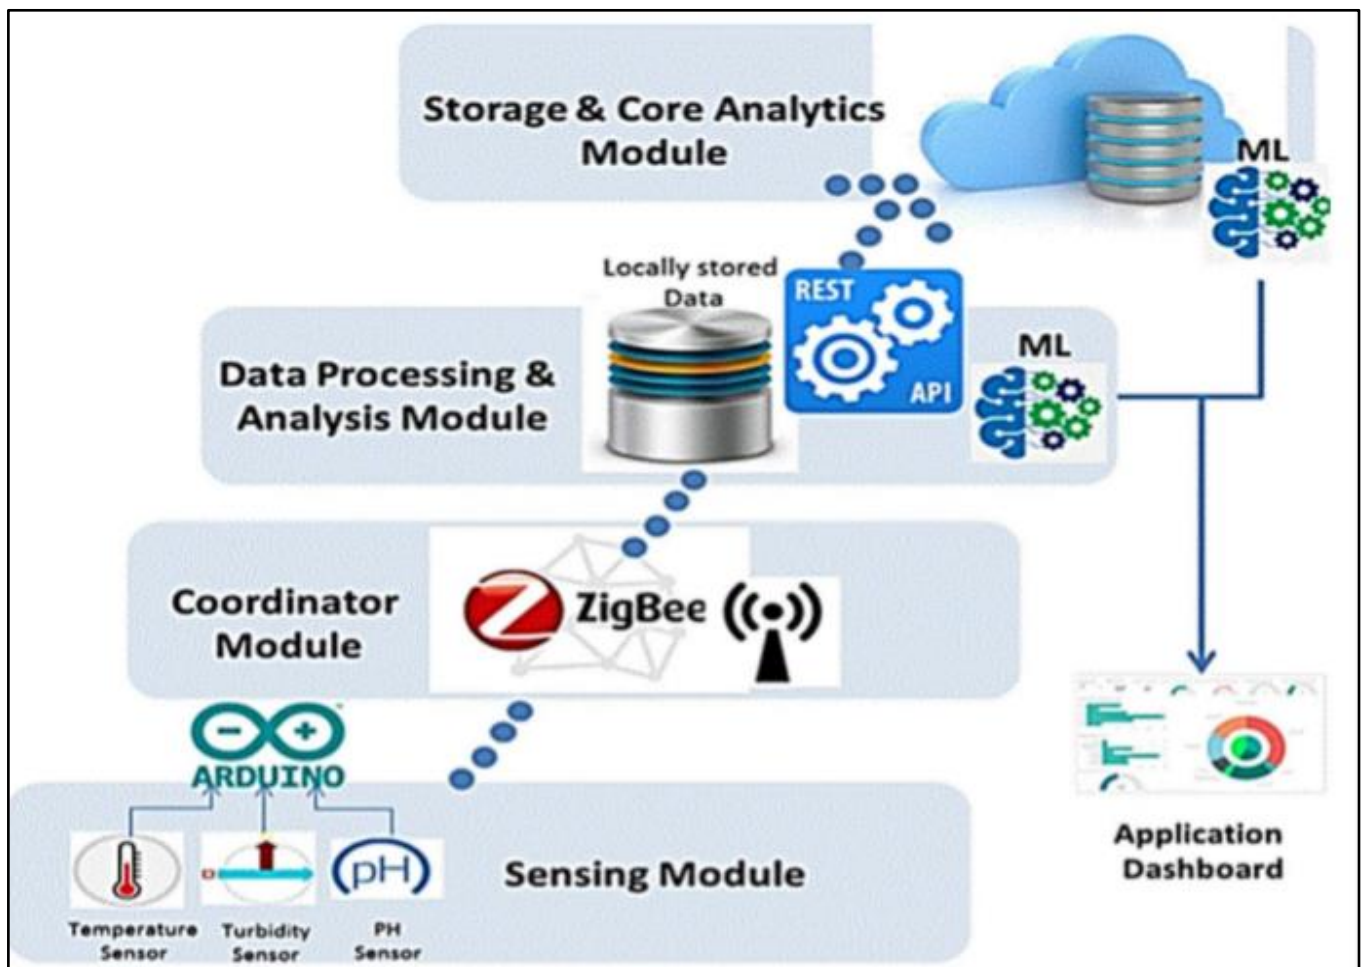 Storage & Core Analytics
Module
ML
Locally stored
Data
REST
API
ML
Data Processing &
Analysis Module
Coordinator
Module
ZigBee
ARDUINO
Temperature
Sensor
Turbidity
Sensor
pH
PH
Sensor
Sensing Module
Application
Dashboard